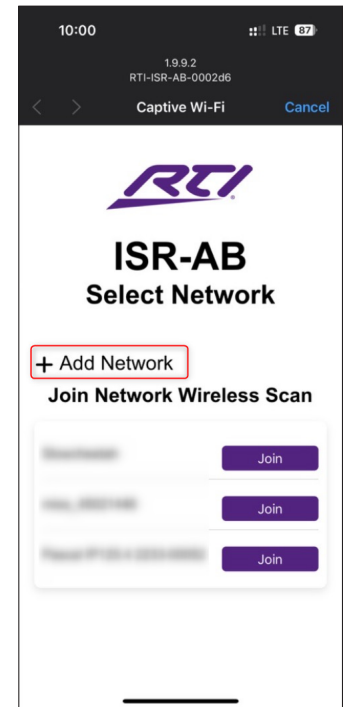 10:00
LTE 87
1.9.9.2
RTI-ISR-AB-0002d6
Captive Wi-Fi Cancel
RTI
ISR-AB
Select Network
+ Add Network
Join Network Wireless Scan
Join
Join
Join